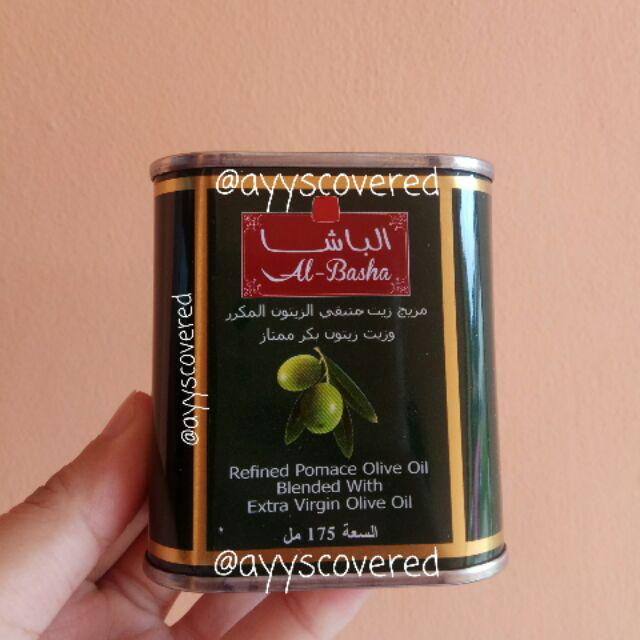 @ayyscovered
الباشا
Al-Basha
مزيج زيت متبقي الزيتون المكرر
وزيت زيتون بكر ممتاز
@ayyscovered
Refined Pomace Olive Oil
Blended With
Extra Virgin Olive Oil
السعة 175 مل
@ayyscovered